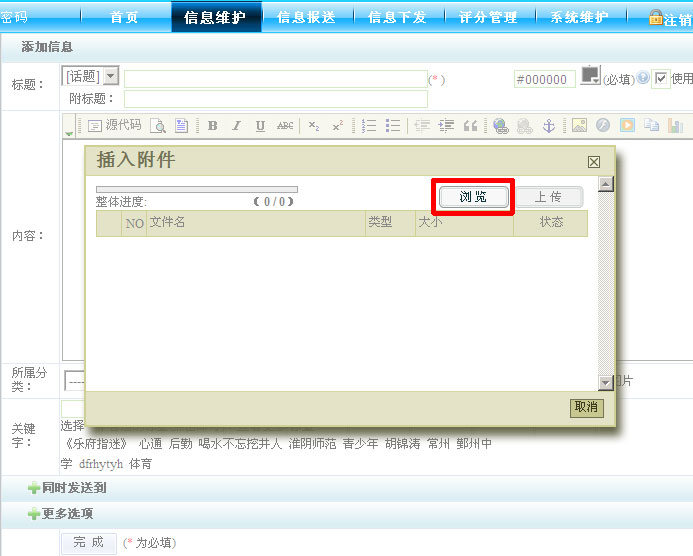 密码 首页 信息维护 信息报送 信息下发 评分管理 系统维护 注销
添加信息
标题： [话题] (* ) #000000 (必填) 使用
附标题：
源代码 B I U ABC X₂ X²
插入附件
浏览 上传
整体进度: (0/0)
NO 文件名 类型 大小 状态
内容：
所属分类： ---- 图片
取消
关键字： 选择
《乐府指迷》 心通 后勤 喝水不忘挖井人 淮阴师范 青少年 胡锦涛 常州 鄞州中
学 dfthytyh 体育
同时发送到
更多选项
完成 (* 为必填)